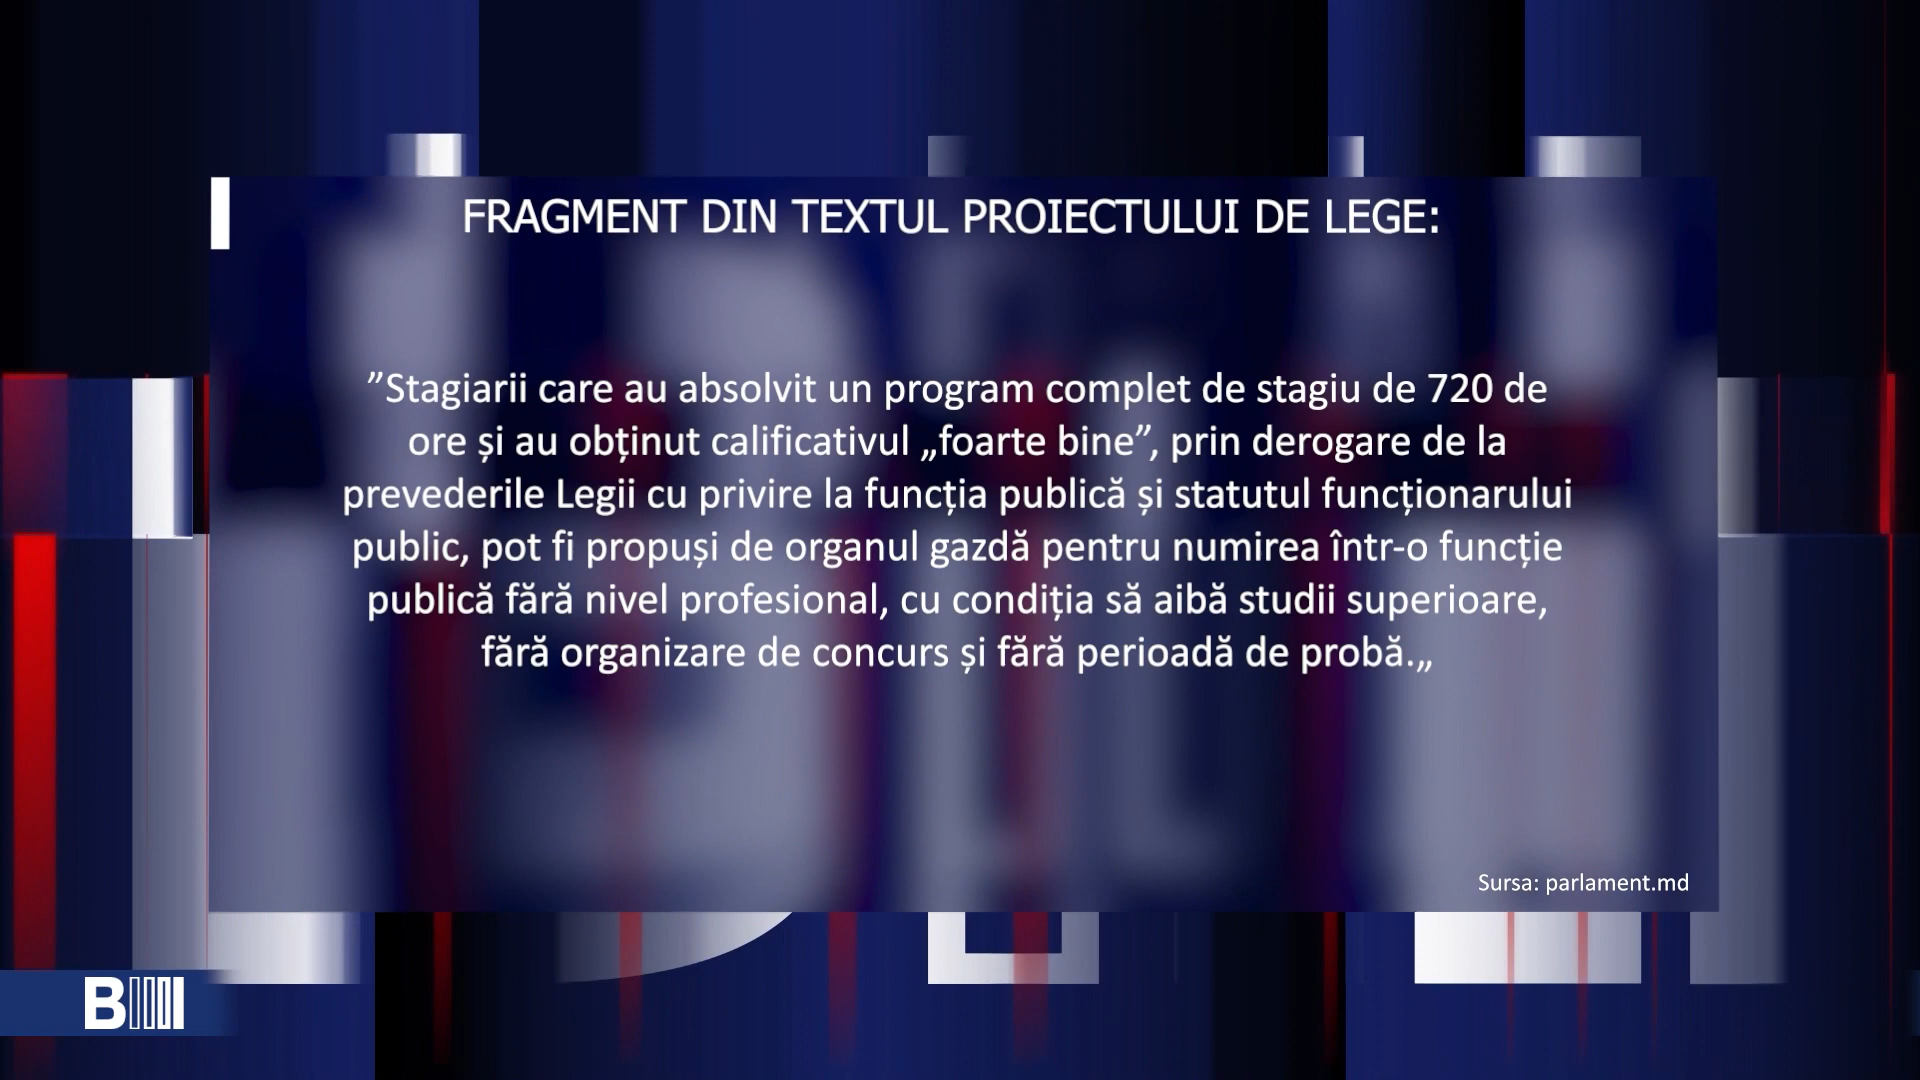 FRAGMENT DIN TEXTUL PROIECTULUI DE LEGE:
”Stagiarii care au absolvit un program complet de stagiu de 720 de
ore și au obținut calificativul „foarte bine”, prin derogare de la
prevederile Legii cu privire la funcția publică și statutul funcționarului
public, pot fi propuși de organul gazdă pentru numirea într-o funcție
publică fără nivel profesional, cu condiția să aibă studii superioare,
fără organizare de concurs și fără perioadă de probă.„
Sursa: parlament.md
B